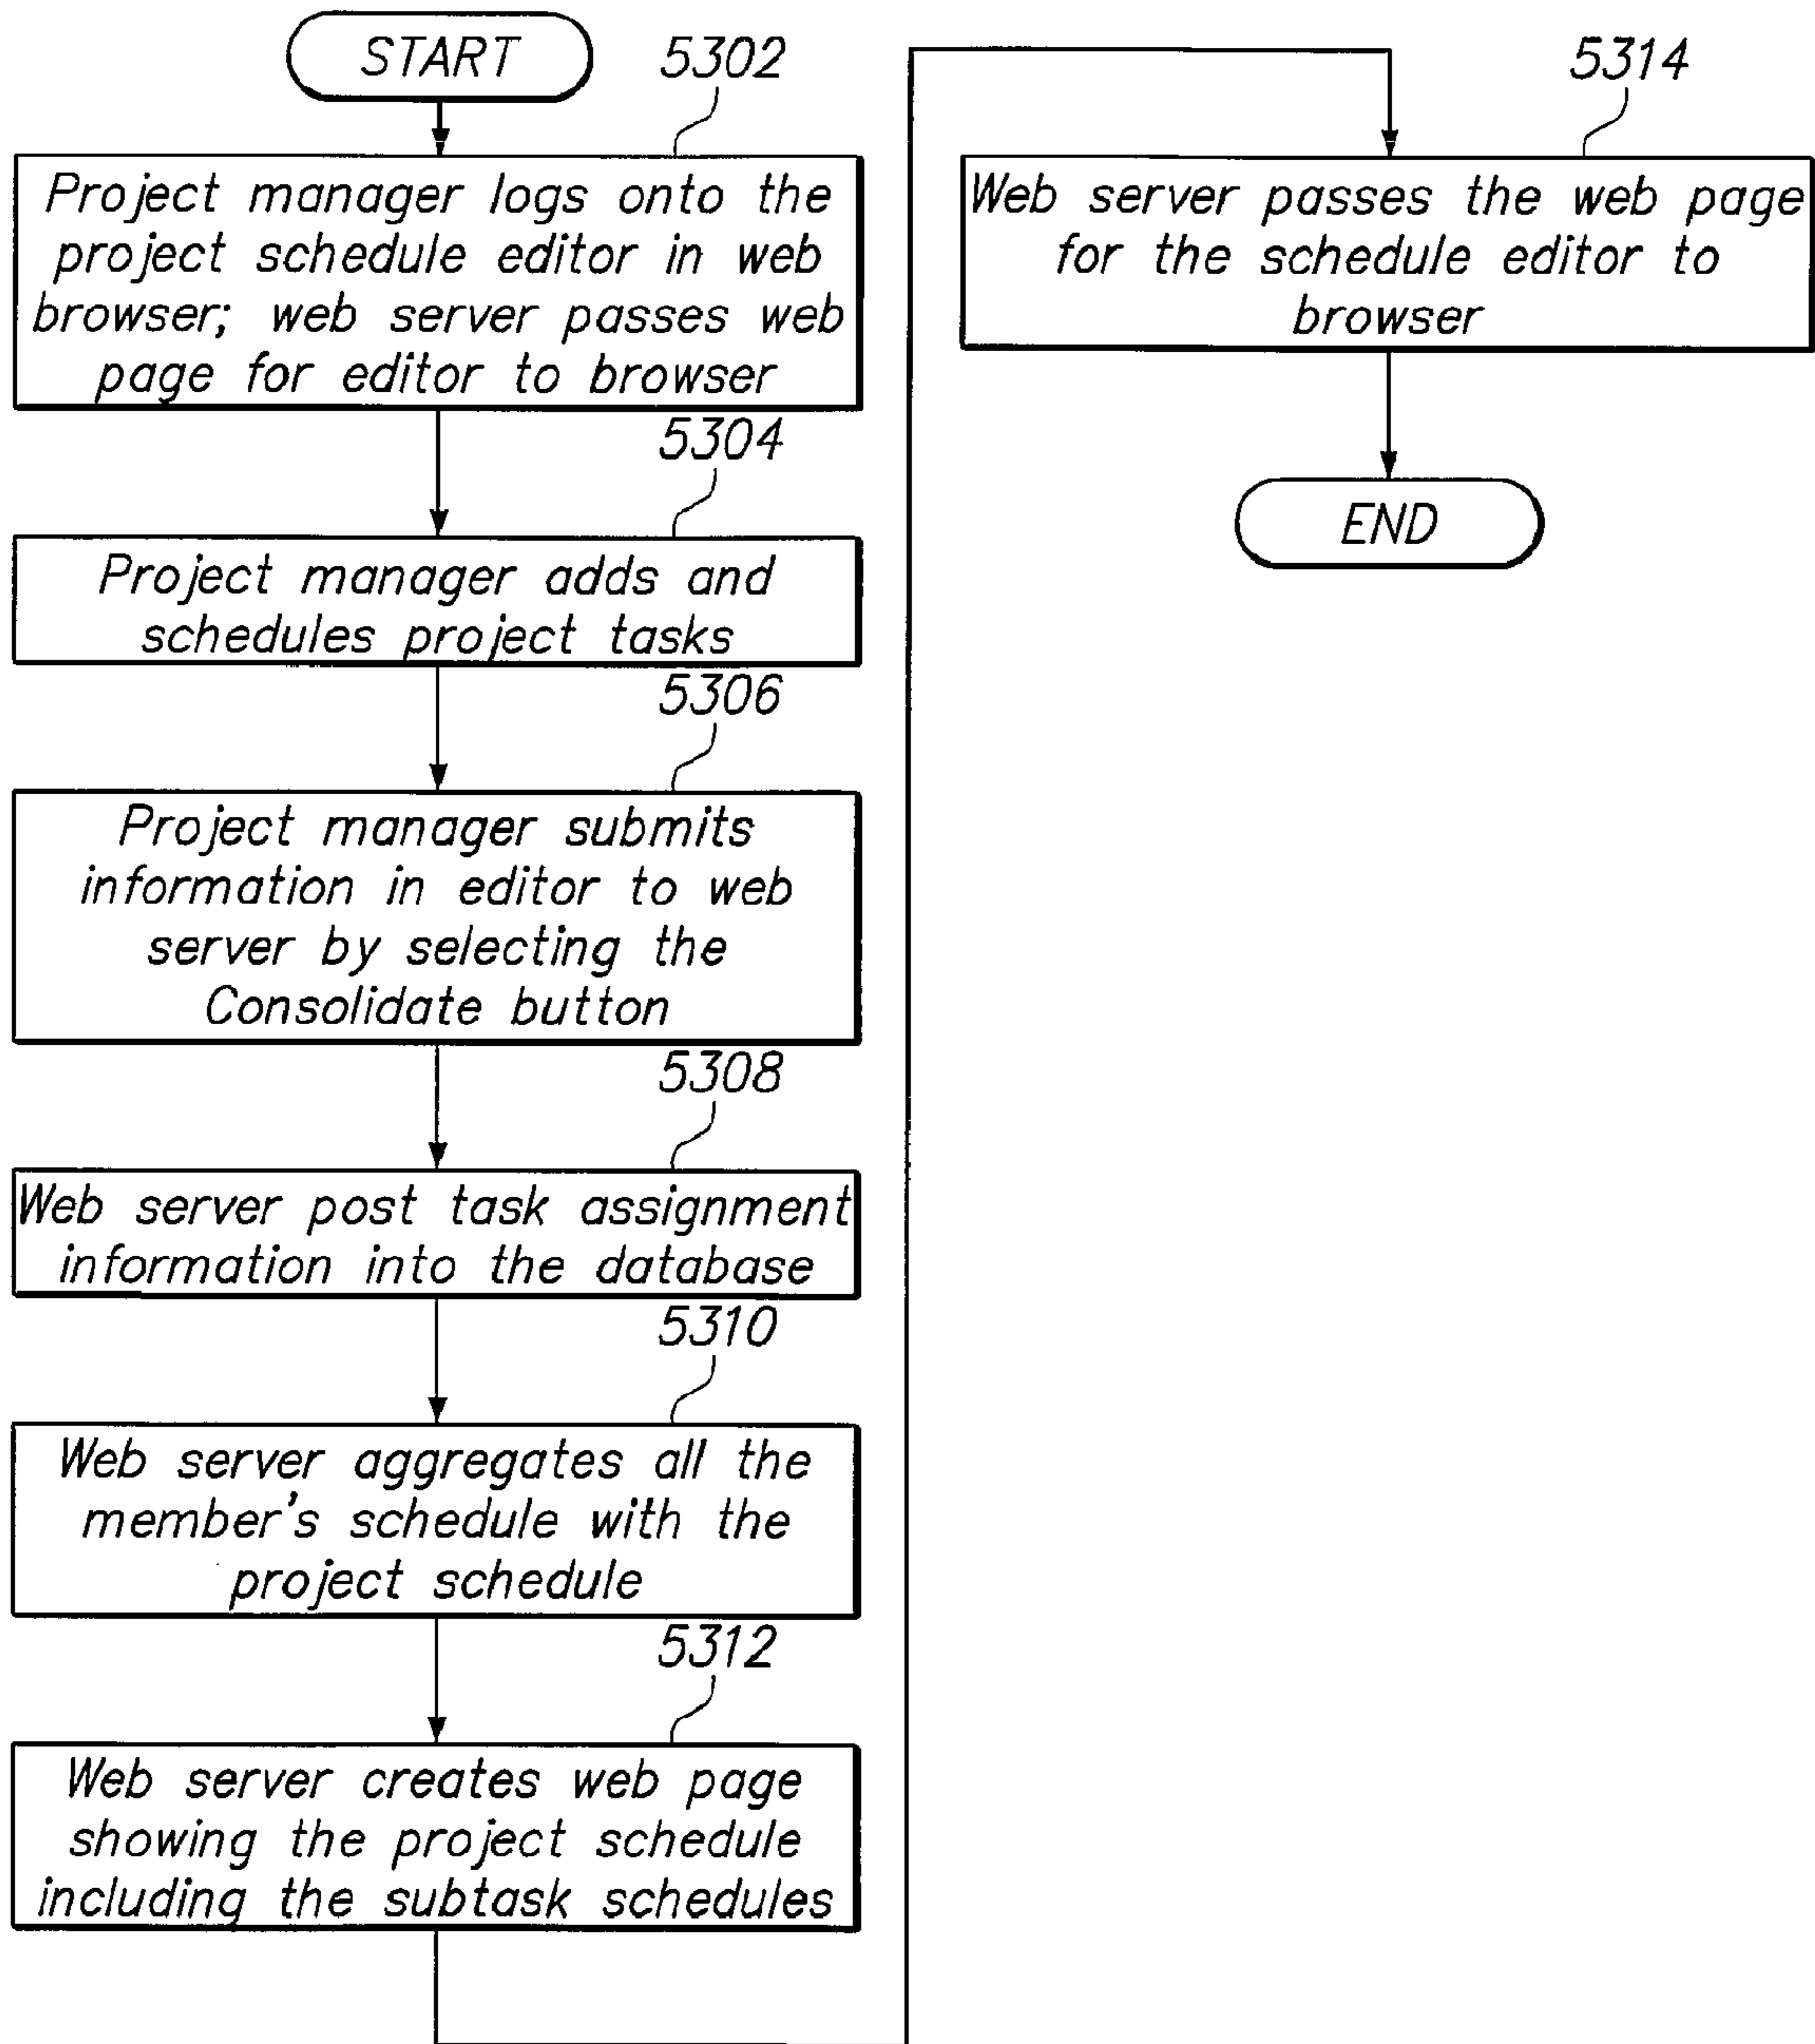 START
5302
Project manager logs onto the
project schedule editor in web
browser; web server passes web
page for editor to browser
5304
Project manager adds and
schedules project tasks
5306
Project manager submits
information in editor to web
server by selecting the
Consolidate button
5308
Web server post task assignment
information into the database
5310
Web server aggregates all the
member's schedule with the
project schedule
5312
Web server creates web page
showing the project schedule
including the subtask schedules
5314
Web server passes the web page
for the schedule editor to
browser
END